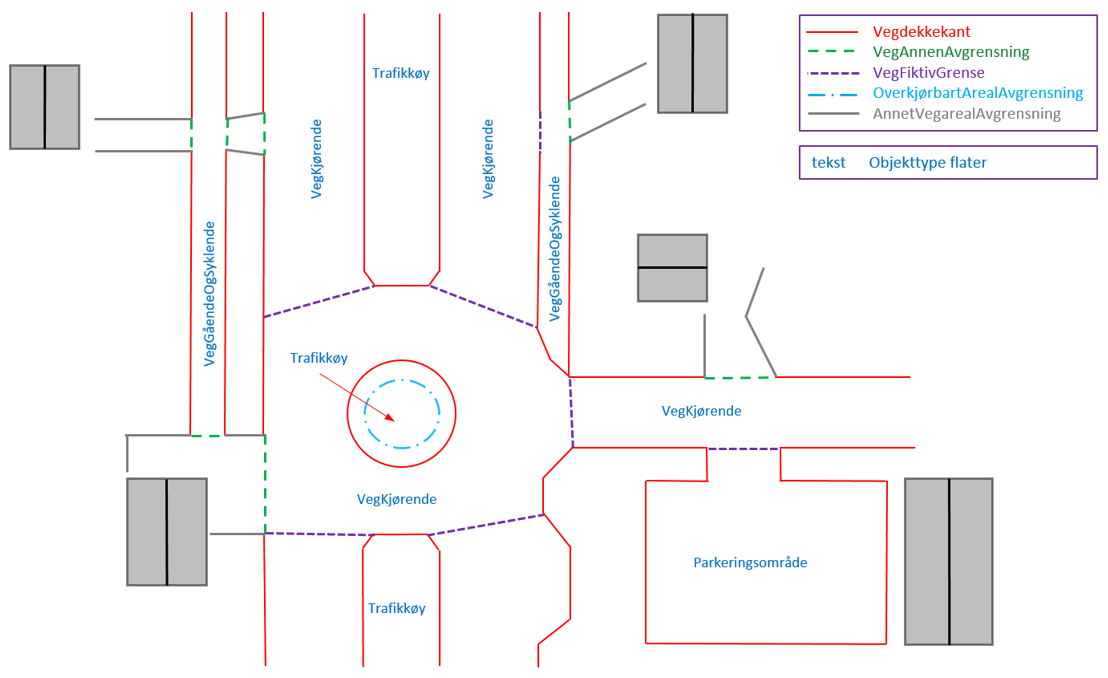 Vegdekkekant
VegAnnenAvgrensning
VegFiktivGrense
OverkjørbartArealAvgrensning
AnnetVegarealAvgrensning
tekst Objekttype flater
Trafikkøy
VegKjørende
VegKjørende
VegGåendeOgSyklende
VegGåendeOgSyklende
Trafikkøy
VegKjørende
VegKjørende
Parkeringsområde
Trafikkøy